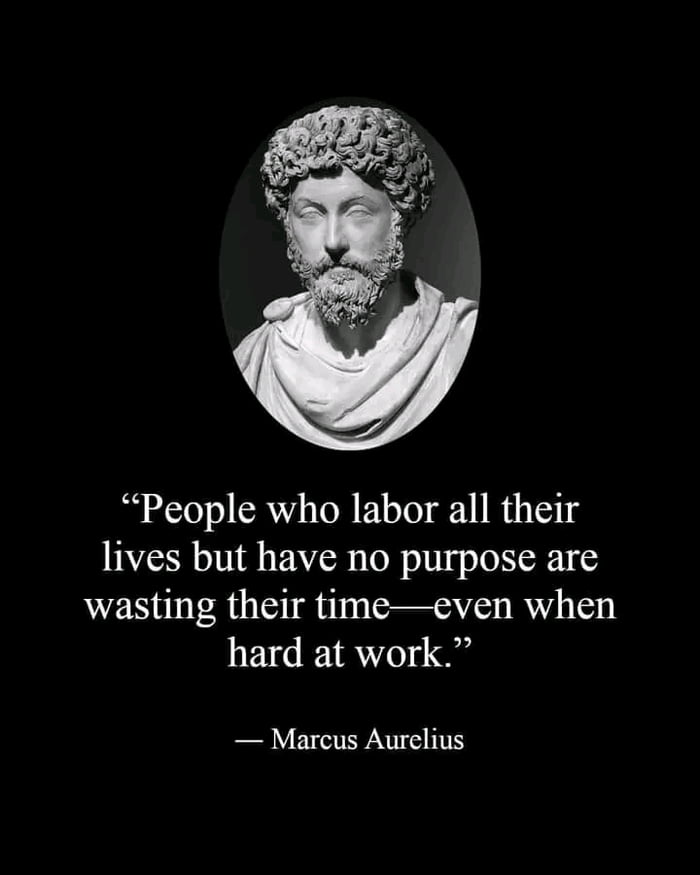 “People who labor all their
lives but have no purpose are
wasting their time—even when
hard at work.”
— Marcus Aurelius